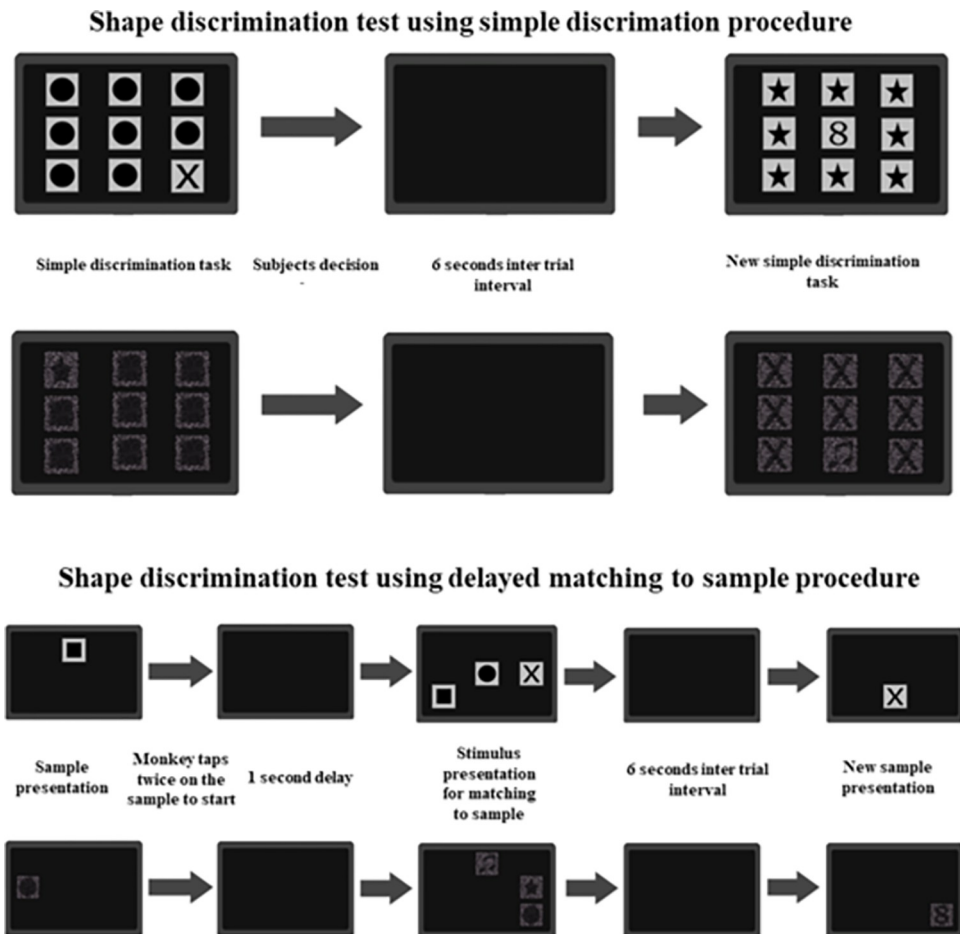 Shape discrimination test using simple discrimation procedure
X
8
Simple discrimination task
Subjects decision
6 seconds inter trial
interval
New simple discrimination
task
X X X
X X X
X X
Shape discrimination test using delayed matching to sample procedure
X
X
Sample
presentation
Monkey taps
twice on the
sample to start
1 second delay
Stimulus
presentation
for matching
to sample
6 seconds inter trial
interval
New sample
presentation
8